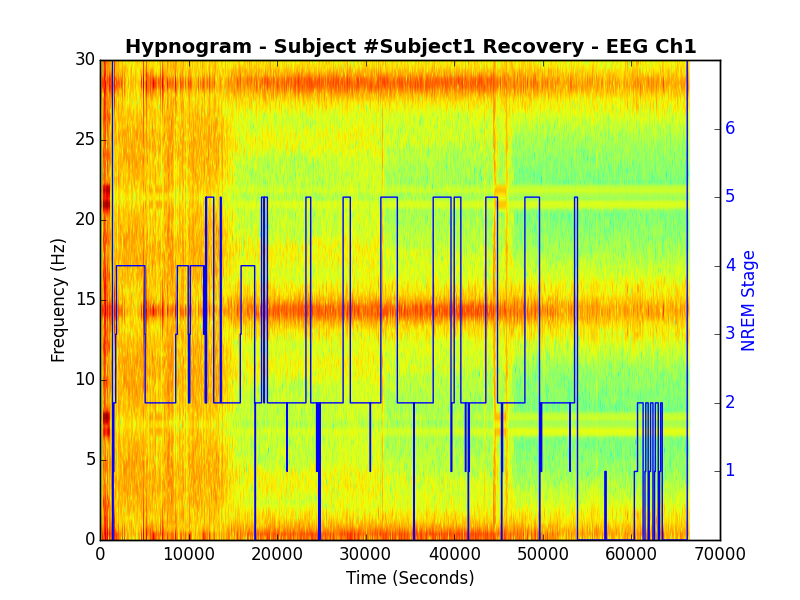 Hypnogram - Subject #Subject1 Recovery - EEG Ch1
30
25
20
15
10
5
0
Frequency (Hz)
0 10000 20000 30000 40000 50000 60000 70000
Time (Seconds)
6
5
4
3
2
1
NREM Stage